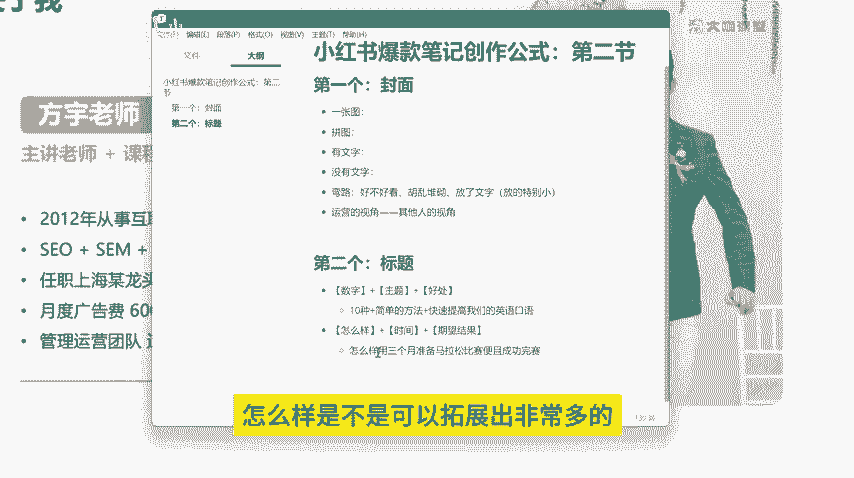 方宇老师
主讲老师 + 课程
• 2012年从事互联
• SEO + SEM +
• 任职上海某龙头
• 月度广告费 600
• 管理运营团队
编辑(E) 段落(P) 格式(O) 视图(V) 主题(T) 帮助(H)
文件 大纲
小红书爆款笔记创作公式：第二节
第一个：封面
第二个：标题
小红书爆款笔记创作公式：第二节
第一个：封面
• 一张图：
• 拼图：
• 有文字：
• 没有文字：
• 弯路：好不好看、胡乱堆砌、放了文字（放的特别小）
• 运营的视角——其他人的视角
第二个：标题
• 【数字】+【主题】+【好处】
○ 10种+简单的方法+快速提高我们的英语口语
• 【怎么样】+【时间】+【期望结果】
○ 怎么样用三个月准备马拉松比赛便且成功完赛
怎么样是不是可以拓展出非常多的